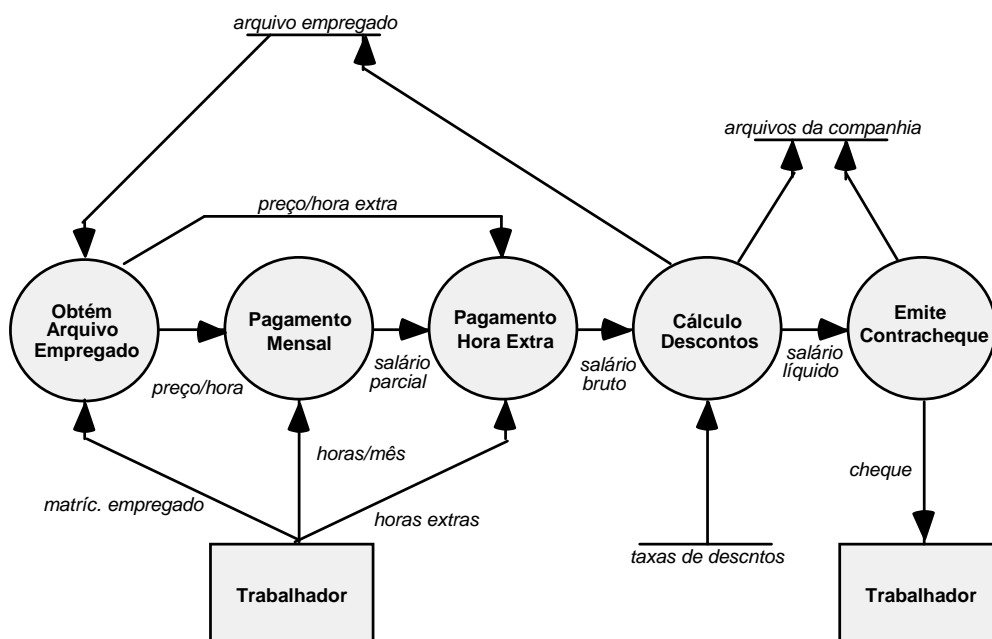 arquivo empregado
arquivos da companhia
preço/hora extra
Obtém
Arquivo
Empregado
Pagamento
Mensal
Pagamento
Hora Extra
Cálculo
Descontos
Emite
Contracheque
preço/hora
salário
parcial
salário
bruto
salário
líquido
horas/mês
matríc. empregado
horas extras
cheque
taxas de descntos
Trabalhador
Trabalhador